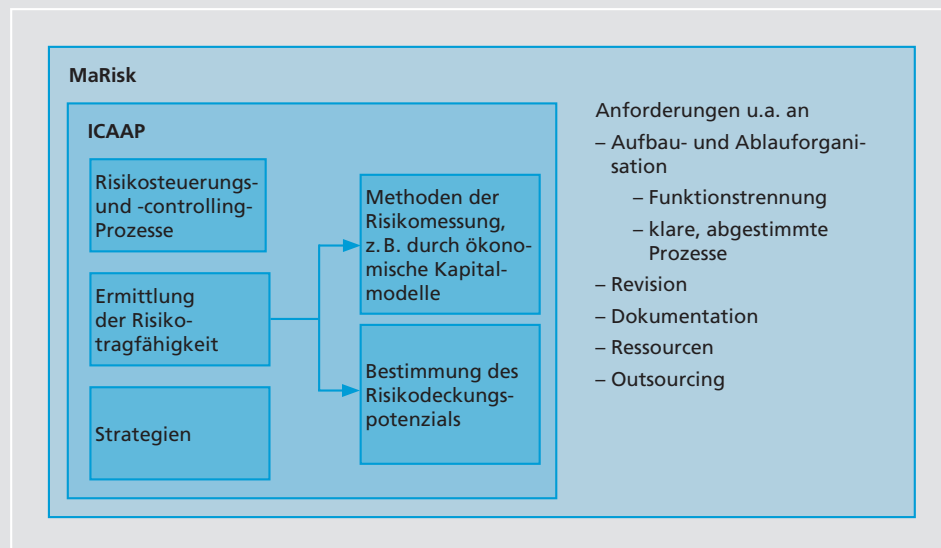 MaRisk
ICAAP
Risikosteuerungs-
und -controlling-
Prozesse
Ermittlung
der Risiko-
tragfähigkeit
Strategien
Methoden der
Risikomessung,
z. B. durch ökono-
mische Kapital-
modelle
Bestimmung des
Risikodeckungs-
potenzials
Anforderungen u.a. an
– Aufbau- und Ablauforgani-
sation
– Funktionstrennung
– klare, abgestimmte
Prozesse
– Revision
– Dokumentation
– Ressourcen
– Outsourcing